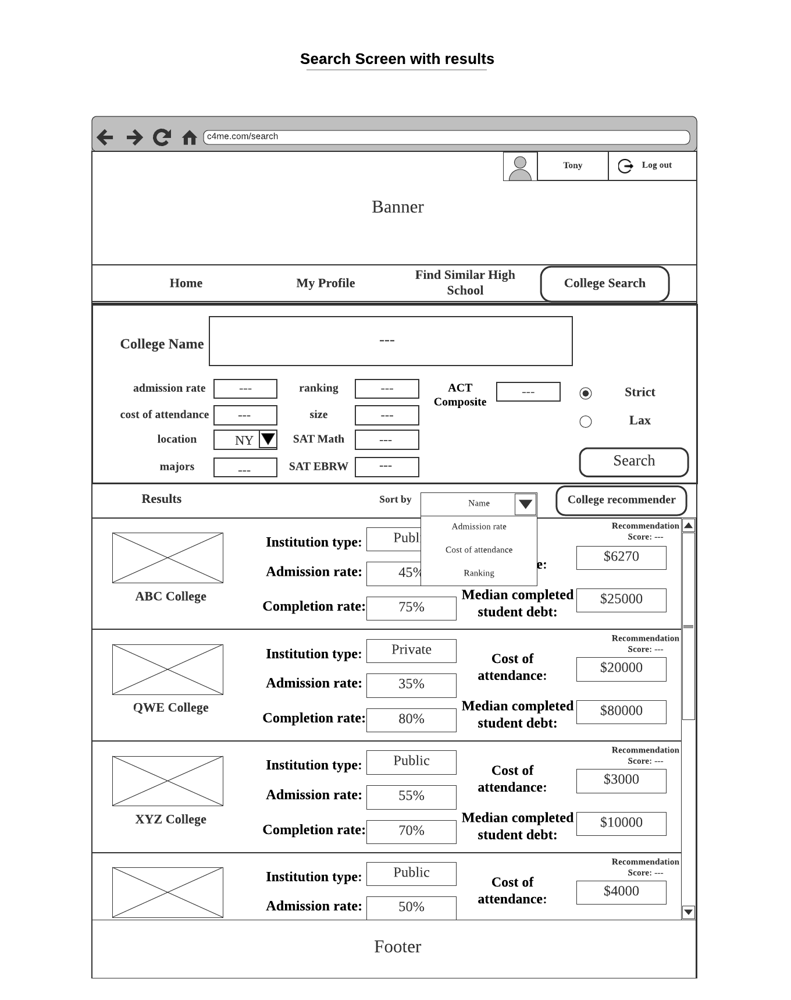 Search Screen with results
c4me.com/search
Tony
Log out
Banner
Home
My Profile
Find Similar High
School
College Search
College Name
---
admission rate
---
ranking
---
ACT
Composite
---
Strict
cost of attendance
---
size
---
Lax
location
NY
SAT Math
---
majors
---
SAT EBRW
---
Search
Results
Sort by
Name
College recommender
Admission rate
Cost of attendance
Ranking
Recommendation
Score: ---
Institution type:
Publi
$6270
Admission rate:
45%
e:
ABC College
Completion rate:
75%
Median completed
student debt:
$25000
Recommendation
Score: ---
Institution type:
Private
Cost of
attendance:
$20000
Admission rate:
35%
QWE College
Completion rate:
80%
Median completed
student debt:
$80000
Recommendation
Score: ---
Institution type:
Public
Cost of
attendance:
$3000
Admission rate:
55%
XYZ College
Completion rate:
70%
Median completed
student debt:
$10000
Recommendation
Score: ---
Institution type:
Public
Cost of
attendance:
$4000
Admission rate:
50%
Footer